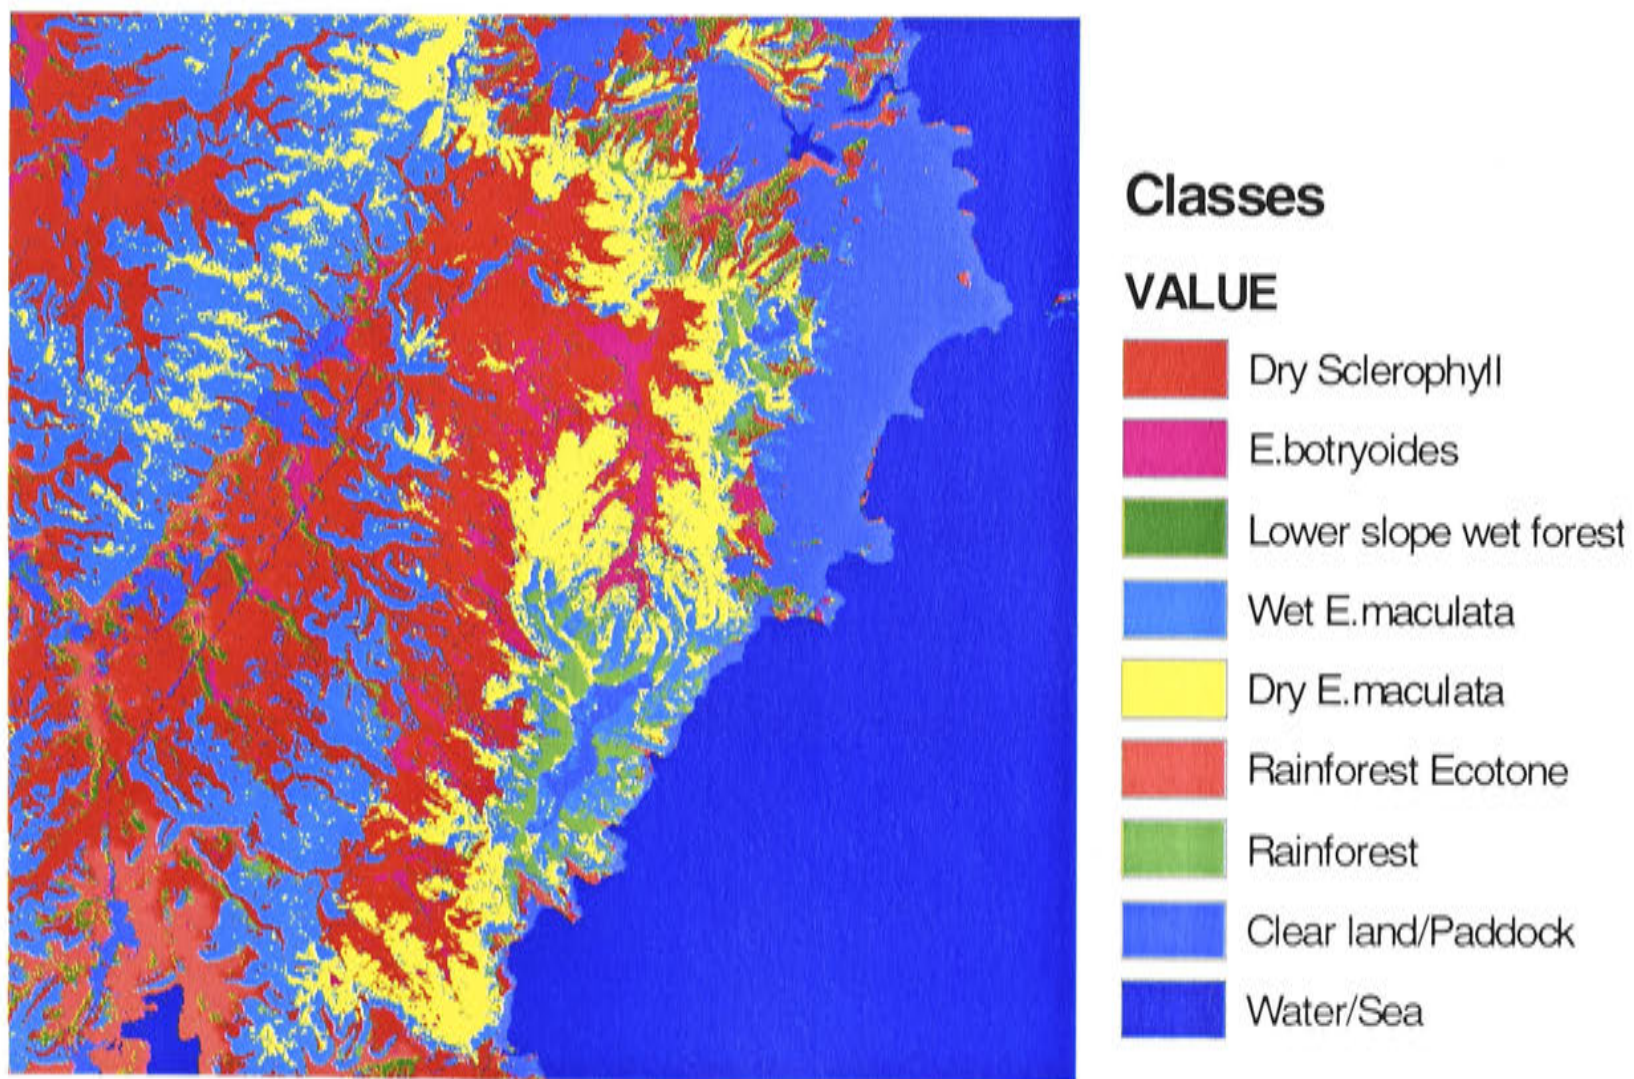 Classes
VALUE
Dry Sclerophyll
E.botryoides
Lower slope wet forest
Wet E.maculata
Dry E.maculata
Rainforest Ecotone
Rainforest
Clear land/Paddock
Water/Sea